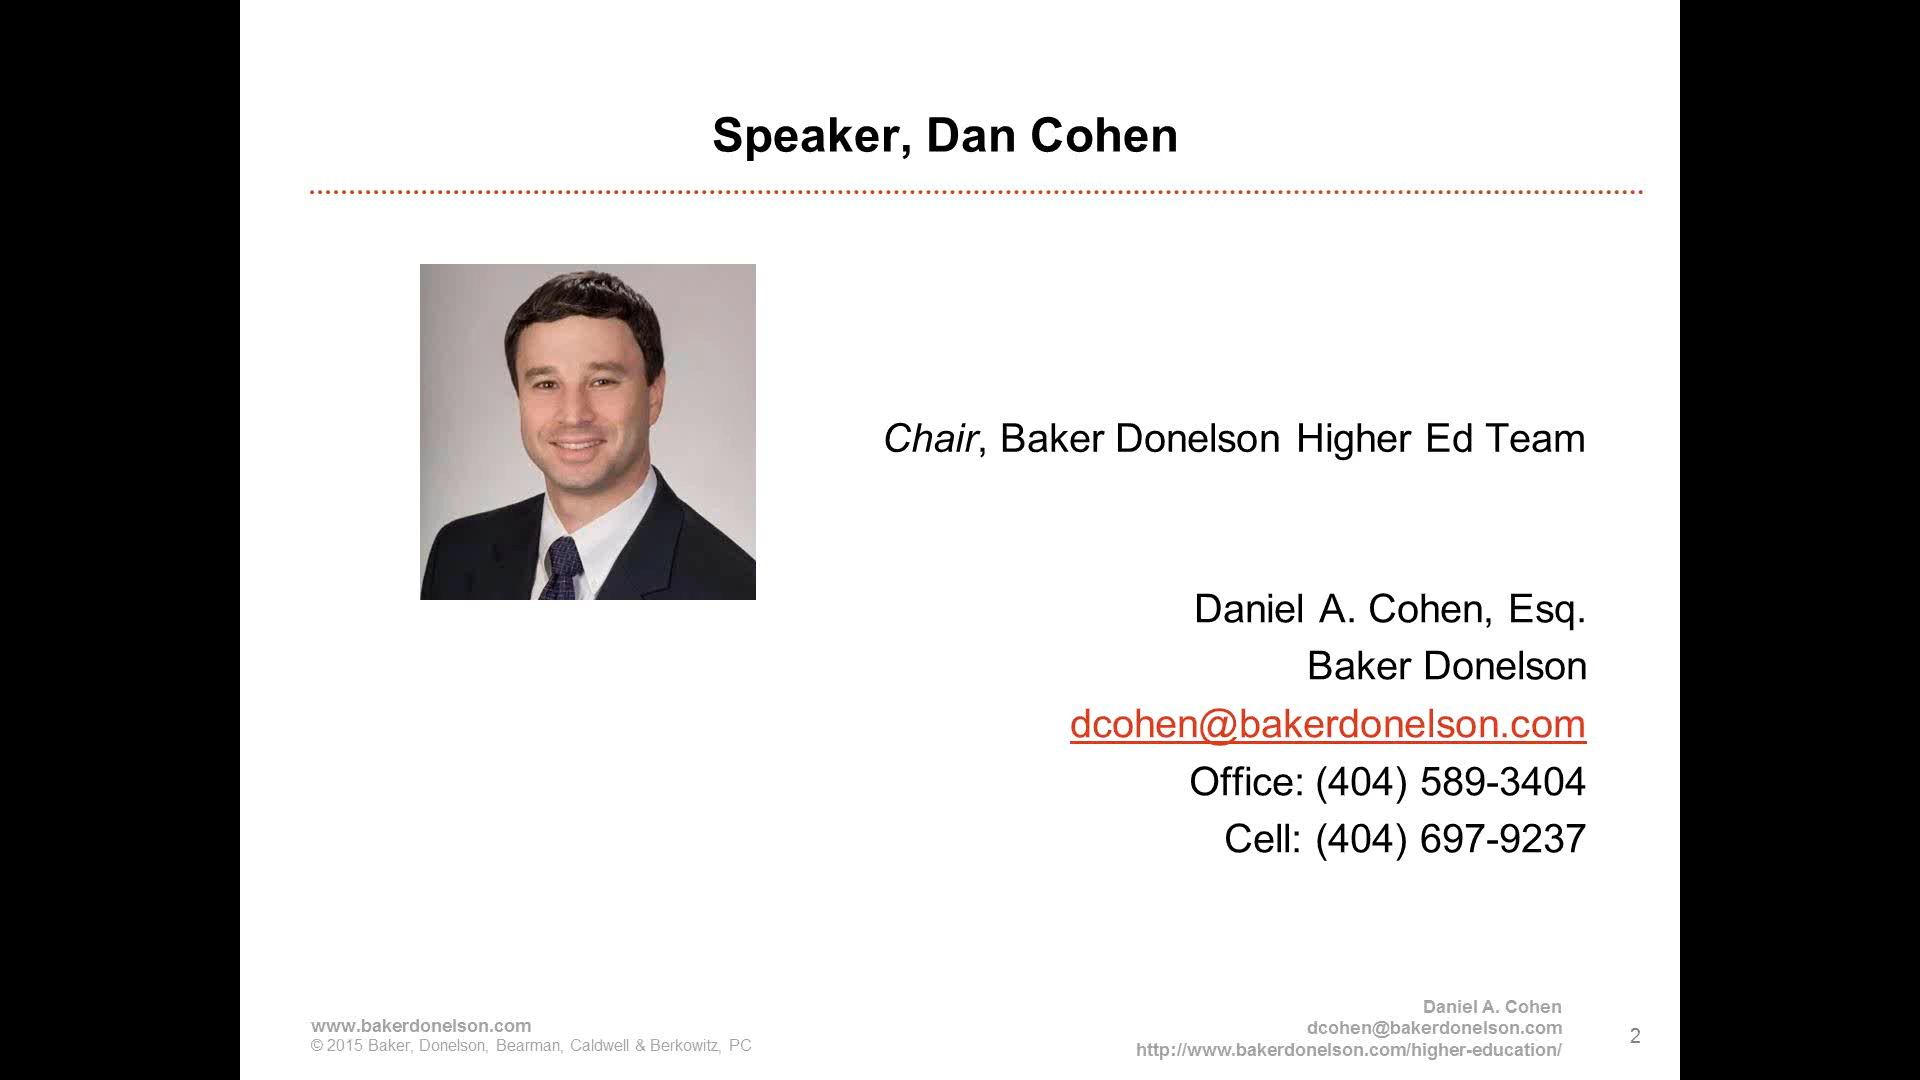 Speaker, Dan Cohen
Chair, Baker Donelson Higher Ed Team
Daniel A. Cohen, Esq.
Baker Donelson
dcohen@bakerdonelson.com
Office: (404) 589-3404
Cell: (404) 697-9237
www.bakerdonelson.com
© 2015 Baker, Donelson, Bearman, Caldwell & Berkowitz, PC
Daniel A. Cohen
dcohen@bakerdonelson.com
http://www.bakerdonelson.com/higher-education/
2